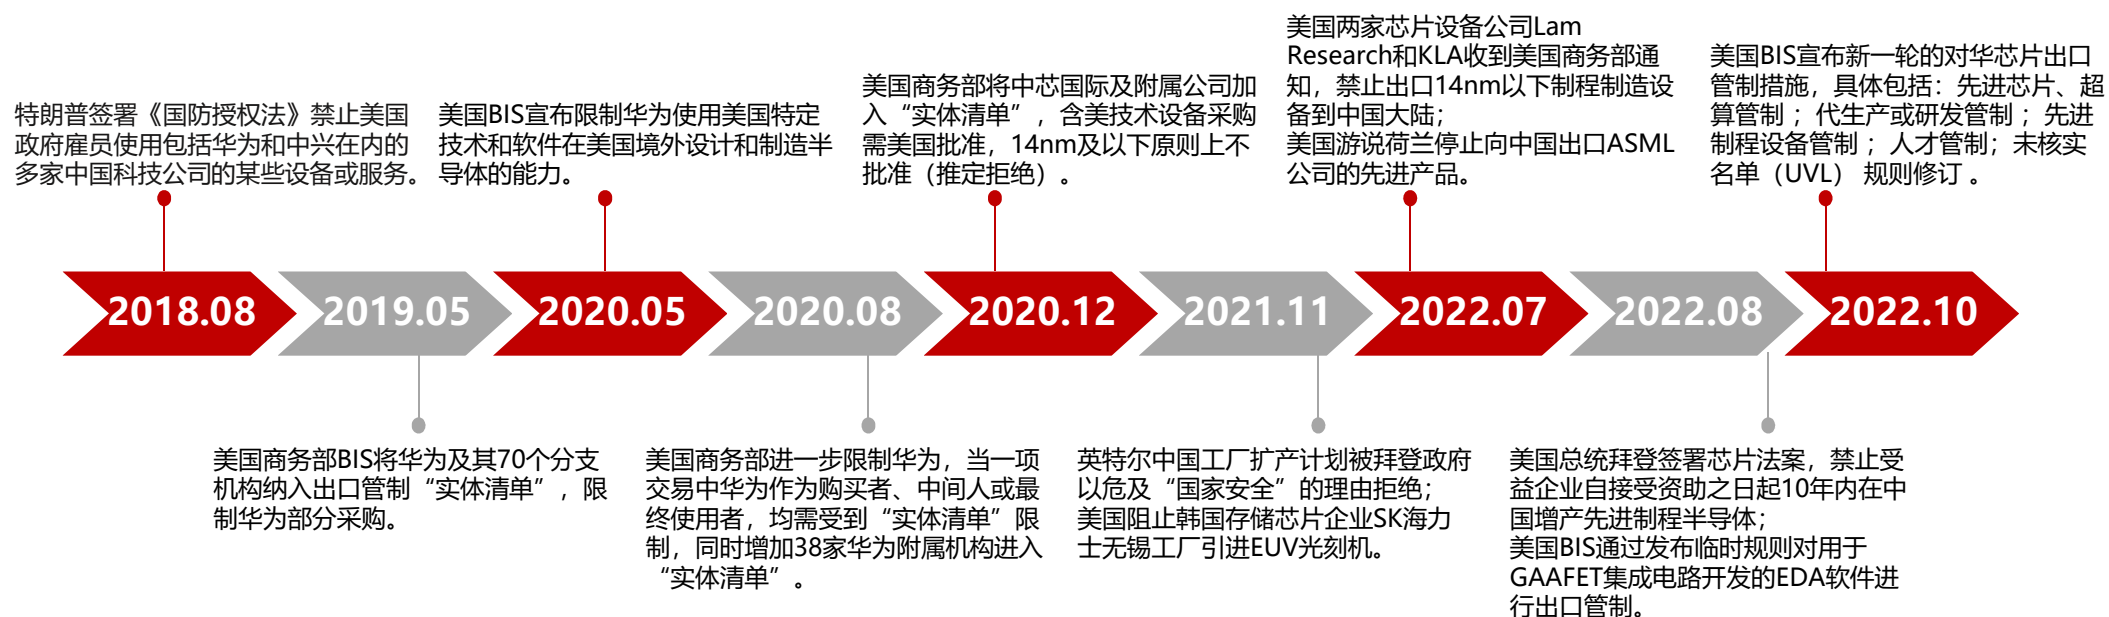 特朗普签署《国防授权法》禁止美国
政府雇员使用包括华为和中兴在内的
多家中国科技公司的某些设备或服务。
美国BIS宣布限制华为使用美国特定
技术和软件在美国境外设计和制造半
导体的能力。
美国商务部将中芯国际及附属公司加
入“实体清单”，含美技术设备采购
需美国批准，14nm及以下原则上不
批准（推定拒绝）。
美国两家芯片设备公司Lam
Research和KLA收到美国商务部通
知，禁止出口14nm以下制程制造设
备到中国大陆；
美国游说荷兰停止向中国出口ASML
公司的先进产品。
美国BIS宣布新一轮的对华芯片出口
管制措施，具体包括：先进芯片、超
算管制 ；代生产或研发管制 ；先进
制程设备管制 ；人才管制；未核实
名单（UVL） 规则修订 。
2018.08
2019.05
2020.05
2020.08
2020.12
2021.11
2022.07
2022.08
2022.10
美国商务部BIS将华为及其70个分支
机构纳入出口管制“实体清单”，限
制华为部分采购。
美国商务部进一步限制华为，当一项
交易中华为作为购买者、中间人或最
终使用者，均需受到“实体清单”限
制，同时增加38家华为附属机构进入
“实体清单”。
英特尔中国工厂扩产计划被拜登政府
以危及“国家安全”的理由拒绝；
美国阻止韩国存储芯片企业SK海力
士无锡工厂引进EUV光刻机。
美国总统拜登签署芯片法案，禁止受
益企业自接受资助之日起10年内在中
国增产先进制程半导体；
美国BIS通过发布临时规则对用于
GAAFET集成电路开发的EDA软件进
行出口管制。